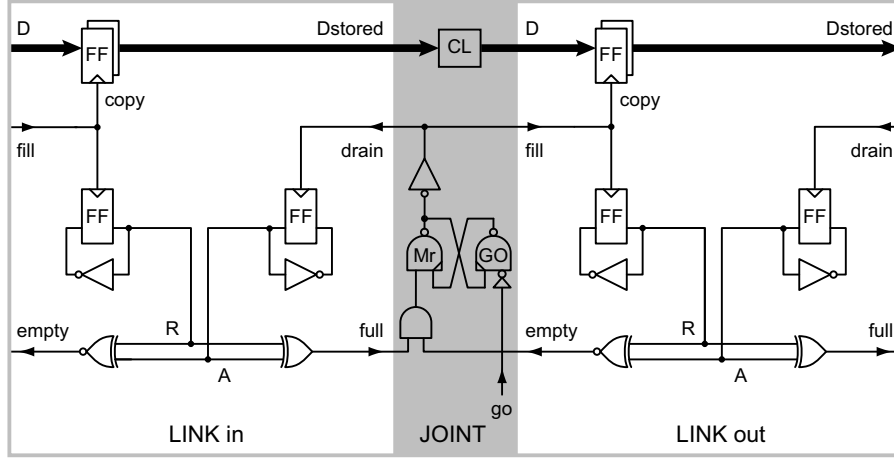 D Dstored CL D Dstored
FF FF
copy copy
fill drain fill drain
FF FF FF FF
Mr GO
empty R full empty R full
A A
go
LINK in JOINT LINK out